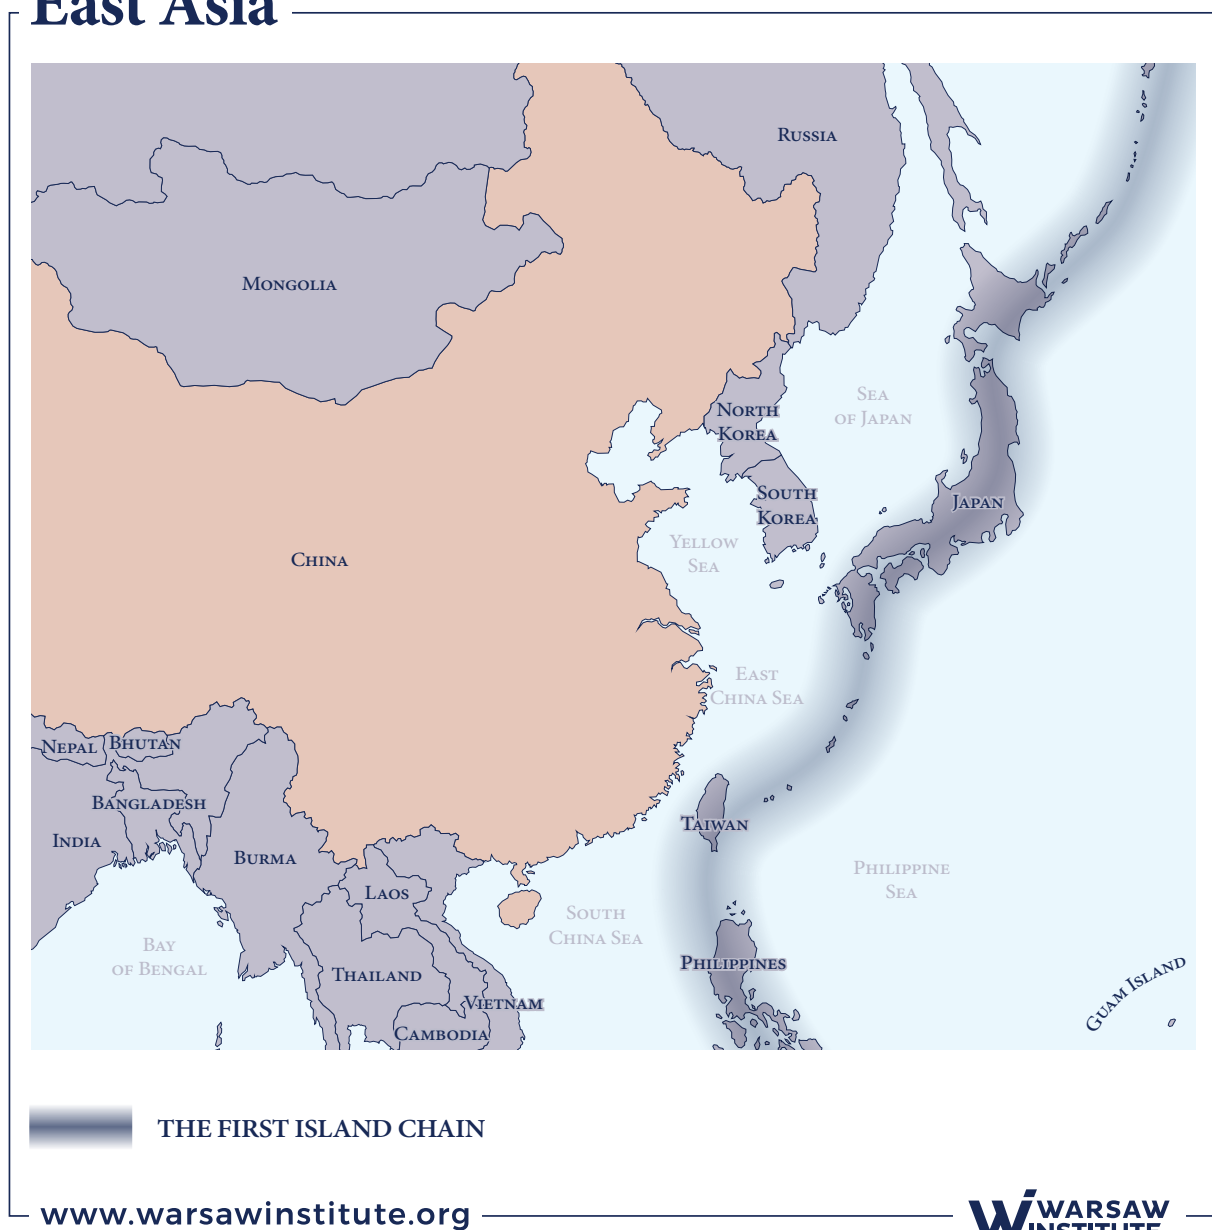 East Asia
Russia
Mongolia
North
Korea
Sea
of Japan
South
Korea
Japan
Yellow
Sea
China
East
China Sea
Nepal
Bhutan
Bangladesh
India
Burma
Taiwan
Laos
Philippine
Sea
South
China Sea
Bay
of Bengal
Thailand
Philippines
Vietnam
Cambodia
Guam Island
THE FIRST ISLAND CHAIN
www.warsawinstitute.org
WARSAW
INSTITUTE